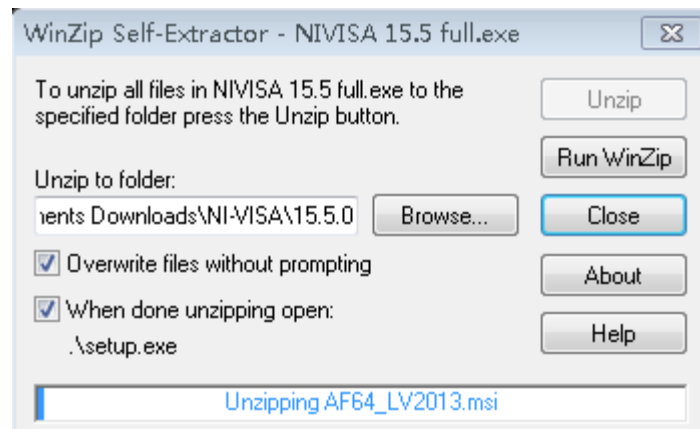 WinZip Self-Extractor - NIVISA 15.5 full.exe
To unzip all files in NIVISA 15.5 full.exe to the
specified folder press the Unzip button.
Unzip
Run WinZip
Unzip to folder:
nents Downloads\NI-VISA\15.5.0
Browse...
Close
Overwrite files without prompting
About
When done unzipping open:
.\setup.exe
Help
Unzipping AF64_LV2013.msi